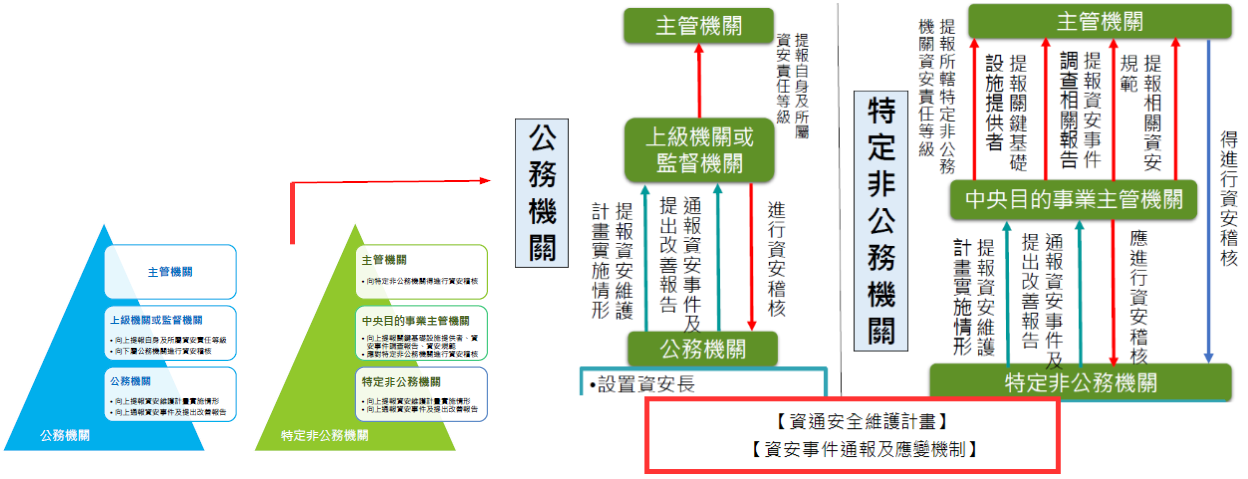 主管機關
上級機關或監督機關
• 向上提報自身及所屬資安責任等級
• 向下屬公務機關進行資安稽核
公務機關
• 向上提報資安維護計畫實施情形
• 向上通報資安事件及提出改善報告
公務機關
主管機關
• 向特定非公務機關得進行資安稽核
中央目的事業主管機關
• 向上提報關鍵基礎設施提供者、資
安事件調查報告、資安規範
• 應對特定非公務機關進行資安稽核
特定非公務機關
• 向上提報資安維護計畫實施情形
• 向上通報資安事件及提出改善報告
特定非公務機關
公務機關
主管機關
提報自身及所屬
資安責任等級
上級機關或
監督機關
提報資安維護
計畫實施情形
通報資安事件及
提出改善報告
進行資安稽核
公務機關
•設置資安長
特定非公務機關
主管機關
提報所轄特定非公務
機關資安責任等級
提報關鍵基礎
設施提供者
提報資安事件
調查相關報告
提報相關資安
規範
得進行資安稽核
中央目的事業主管機關
提報資安維護
計畫實施情形
通報資安事件及
提出改善報告
應進行資安稽核
特定非公務機關
【資通安全維護計畫】
【資安事件通報及應變機制】